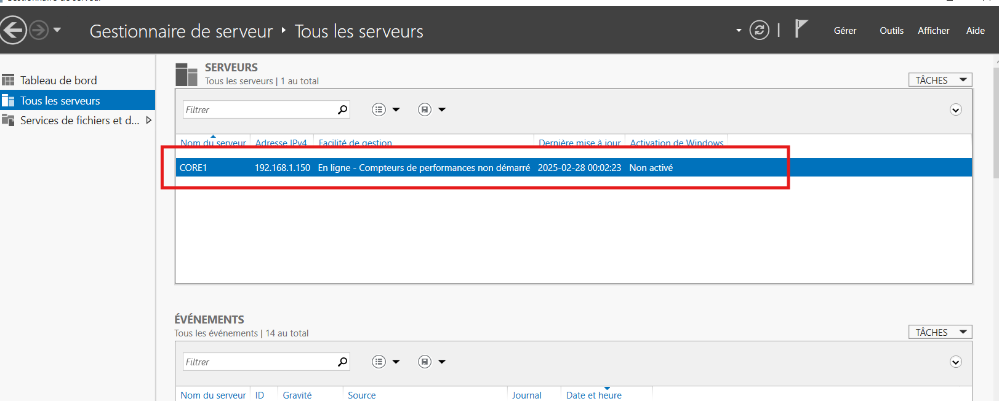 Gestionnaire de serveur ‣ Tous les serveurs
Gérer Outils Afficher Aide
Tableau de bord
Tous les serveurs
Services de fichiers et d...
SERVEURS
Tous les serveurs | 1 au total
TÂCHES
Filtrer
Nom du serveur Adresse IPv4 Facilité de gestion Dernière mise à jour Activation de Windows
CORE1 192.168.1.150 En ligne - Compteurs de performances non démarré 2025-02-28 00:02:23 Non activé
ÉVÉNEMENTS
Tous les événements | 14 au total
TÂCHES
Filtrer
Nom du serveur ID Gravité Source Journal Date et heure